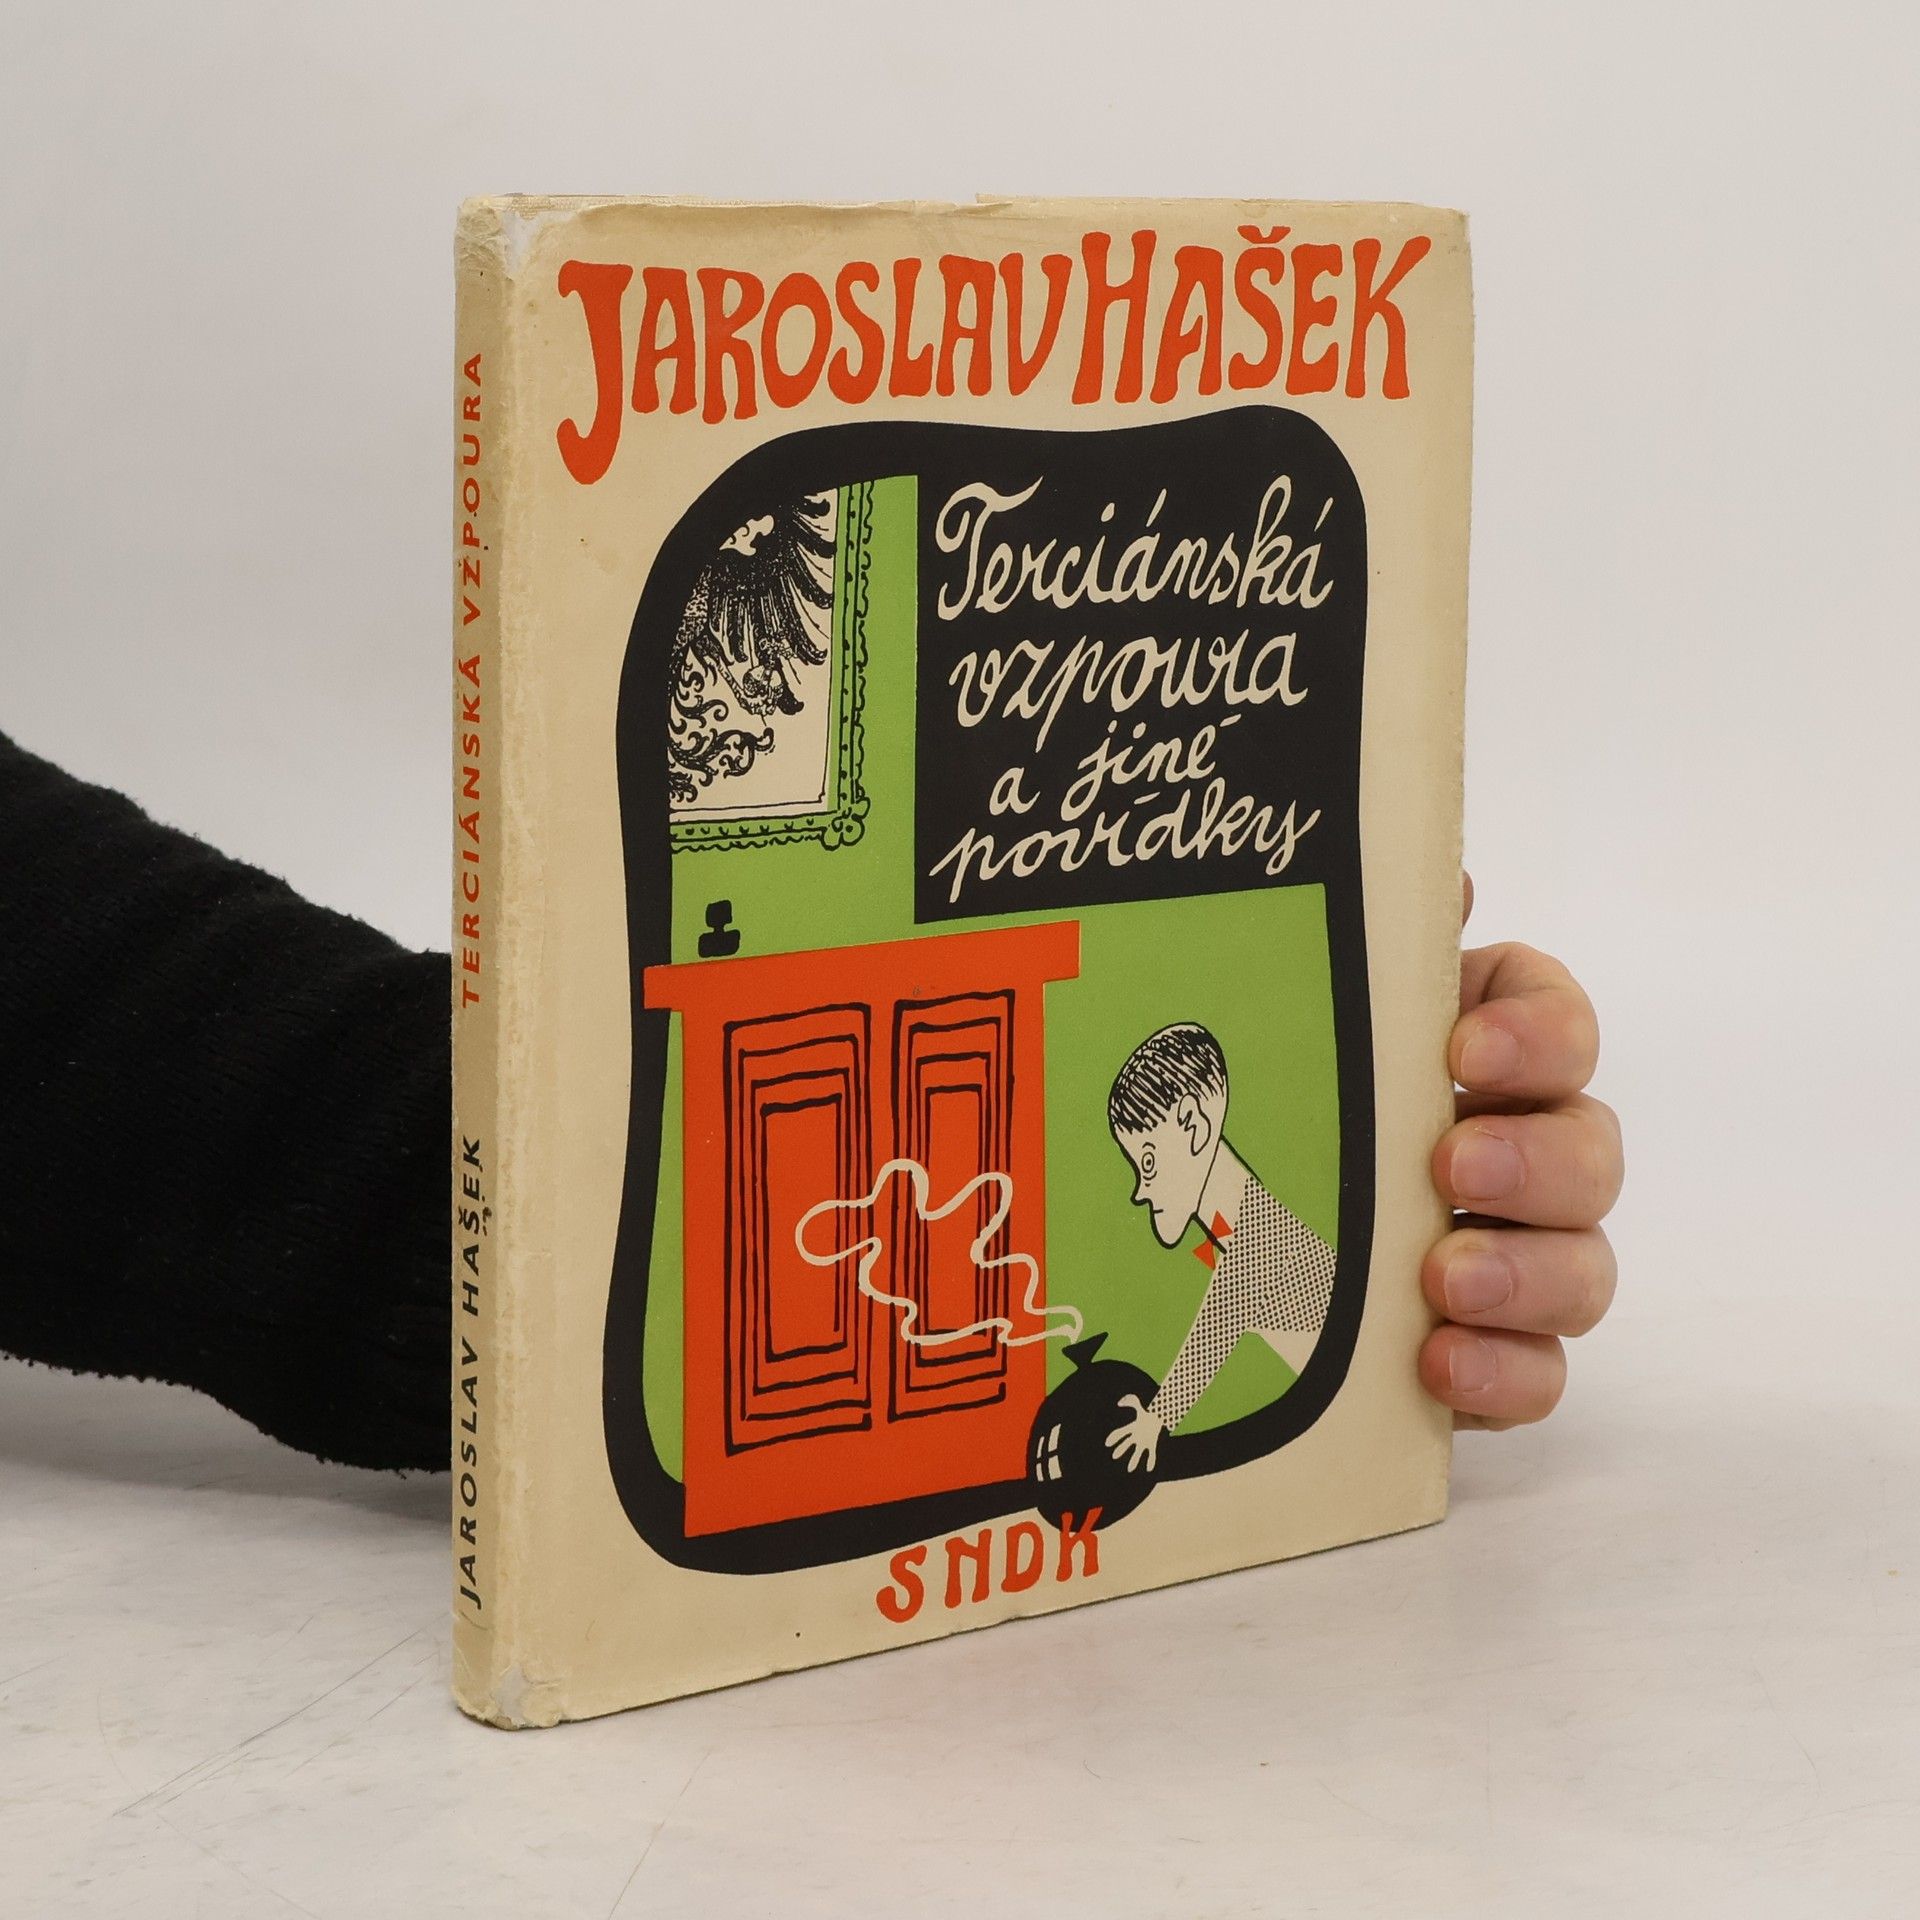 JAROSLAV HAŠEK
Terciánská
vzpoura
a jiné
povídky
SNDK
JAROSLAV HAŠEK TERCIÁNSKÁ VZPOURA